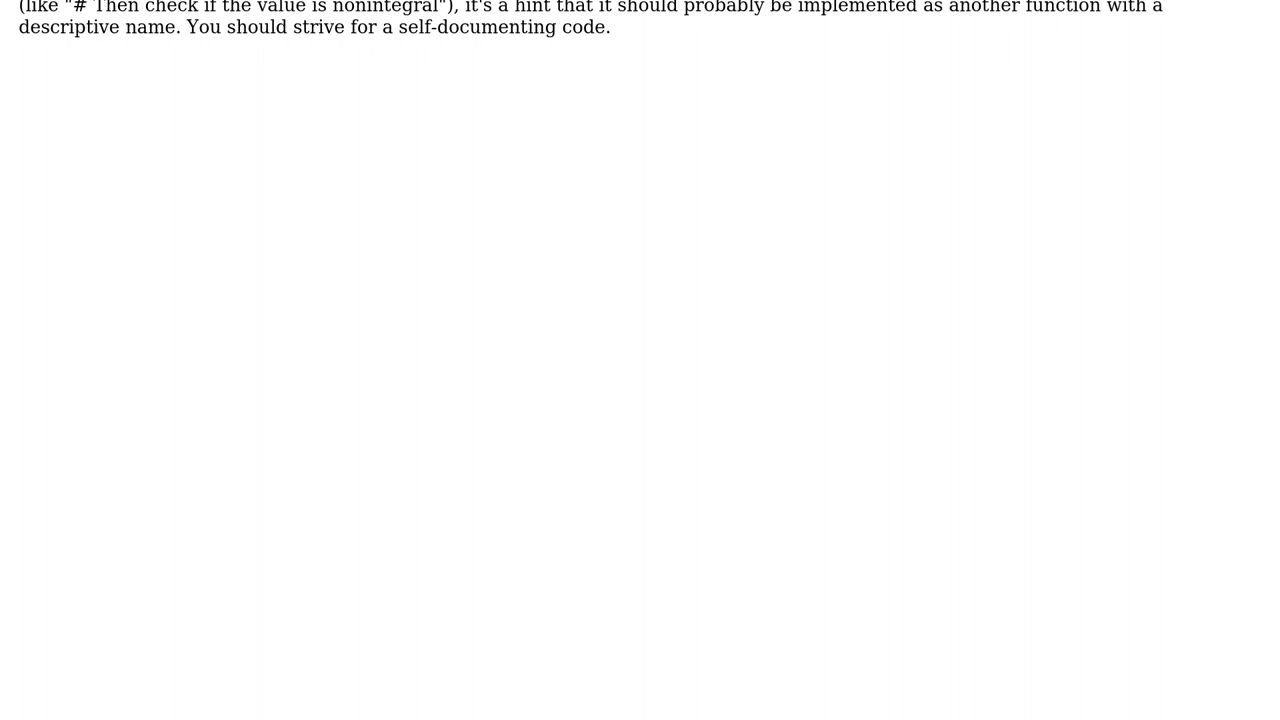 (like "# Then check if the value is nonintegral"), it's a hint that it should probably be implemented as another function with a
descriptive name. You should strive for a self-documenting code.